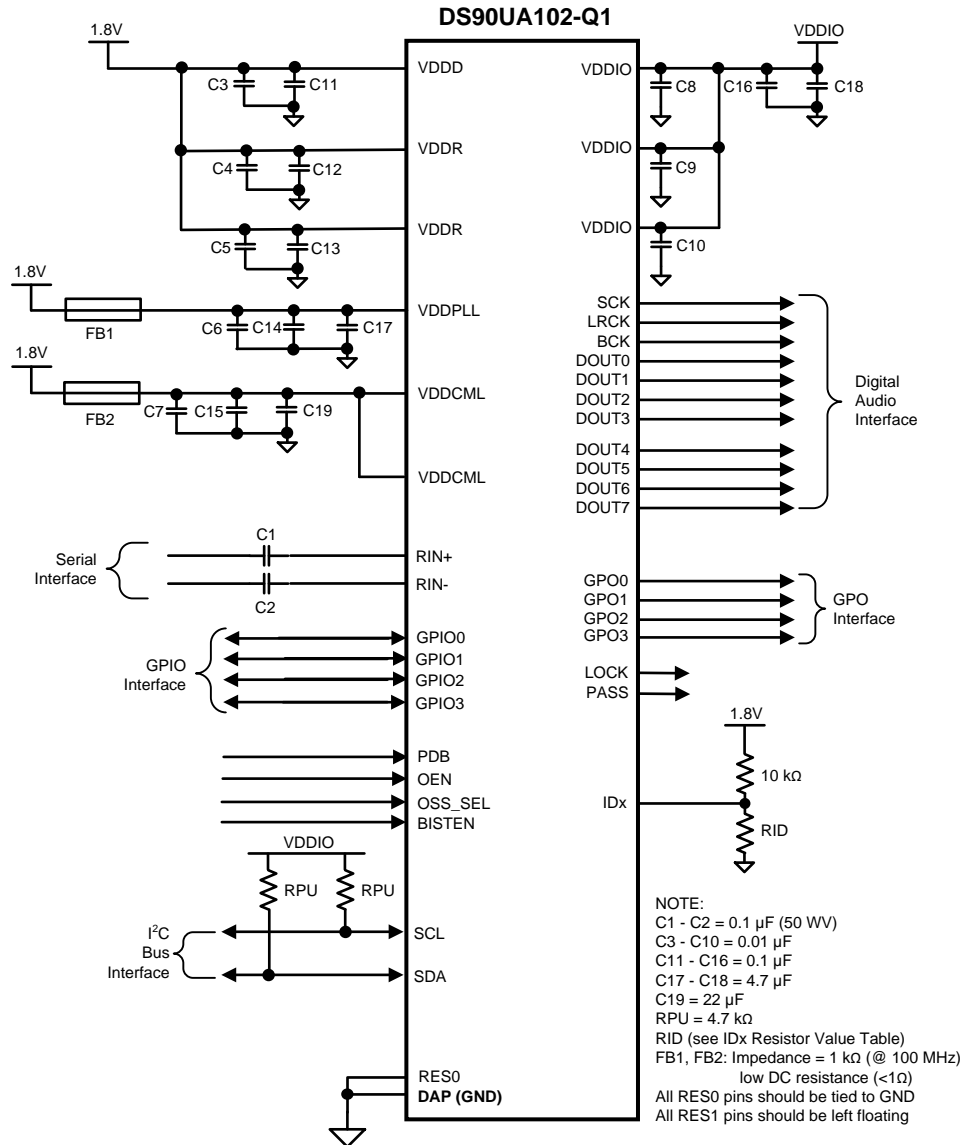 DS90UA102-Q1
1.8V
VDDD
C3
C11
VDDR
C4
C12
VDDR
C5
C13
1.8V
FB1
VDDPLL
C6
C14
C17
1.8V
FB2
VDDCML
C7
C15
C19
VDDCML
Serial
Interface
C1
C2
RIN+
RIN-
GPIO
Interface
GPIO0
GPIO1
GPIO2
GPIO3
PDB
OEN
OSS_SEL
BISTEN
VDDIO
RPU
RPU
I²C
Bus
Interface
SCL
SDA
RES0
DAP (GND)
VDDIO
VDDIO
C8
C16
C18
VDDIO
C9
VDDIO
C10
SCK
LRCK
BCK
DOUT0
DOUT1
DOUT2
DOUT3
DOUT4
DOUT5
DOUT6
DOUT7
Digital
Audio
Interface
GPO0
GPO1
GPO2
GPO3
GPO
Interface
LOCK
PASS
1.8V
10 kΩ
IDx
RID
NOTE:
C1 - C2 = 0.1 µF (50 WV)
C3 - C10 = 0.01 µF
C11 - C16 = 0.1 µF
C17 - C18 = 4.7 µF
C19 = 22 µF
RPU = 4.7 kΩ
RID (see IDx Resistor Value Table)
FB1, FB2: Impedance = 1 kΩ (@ 100 MHz)
low DC resistance (<1Ω)
All RES0 pins should be tied to GND
All RES1 pins should be left floating